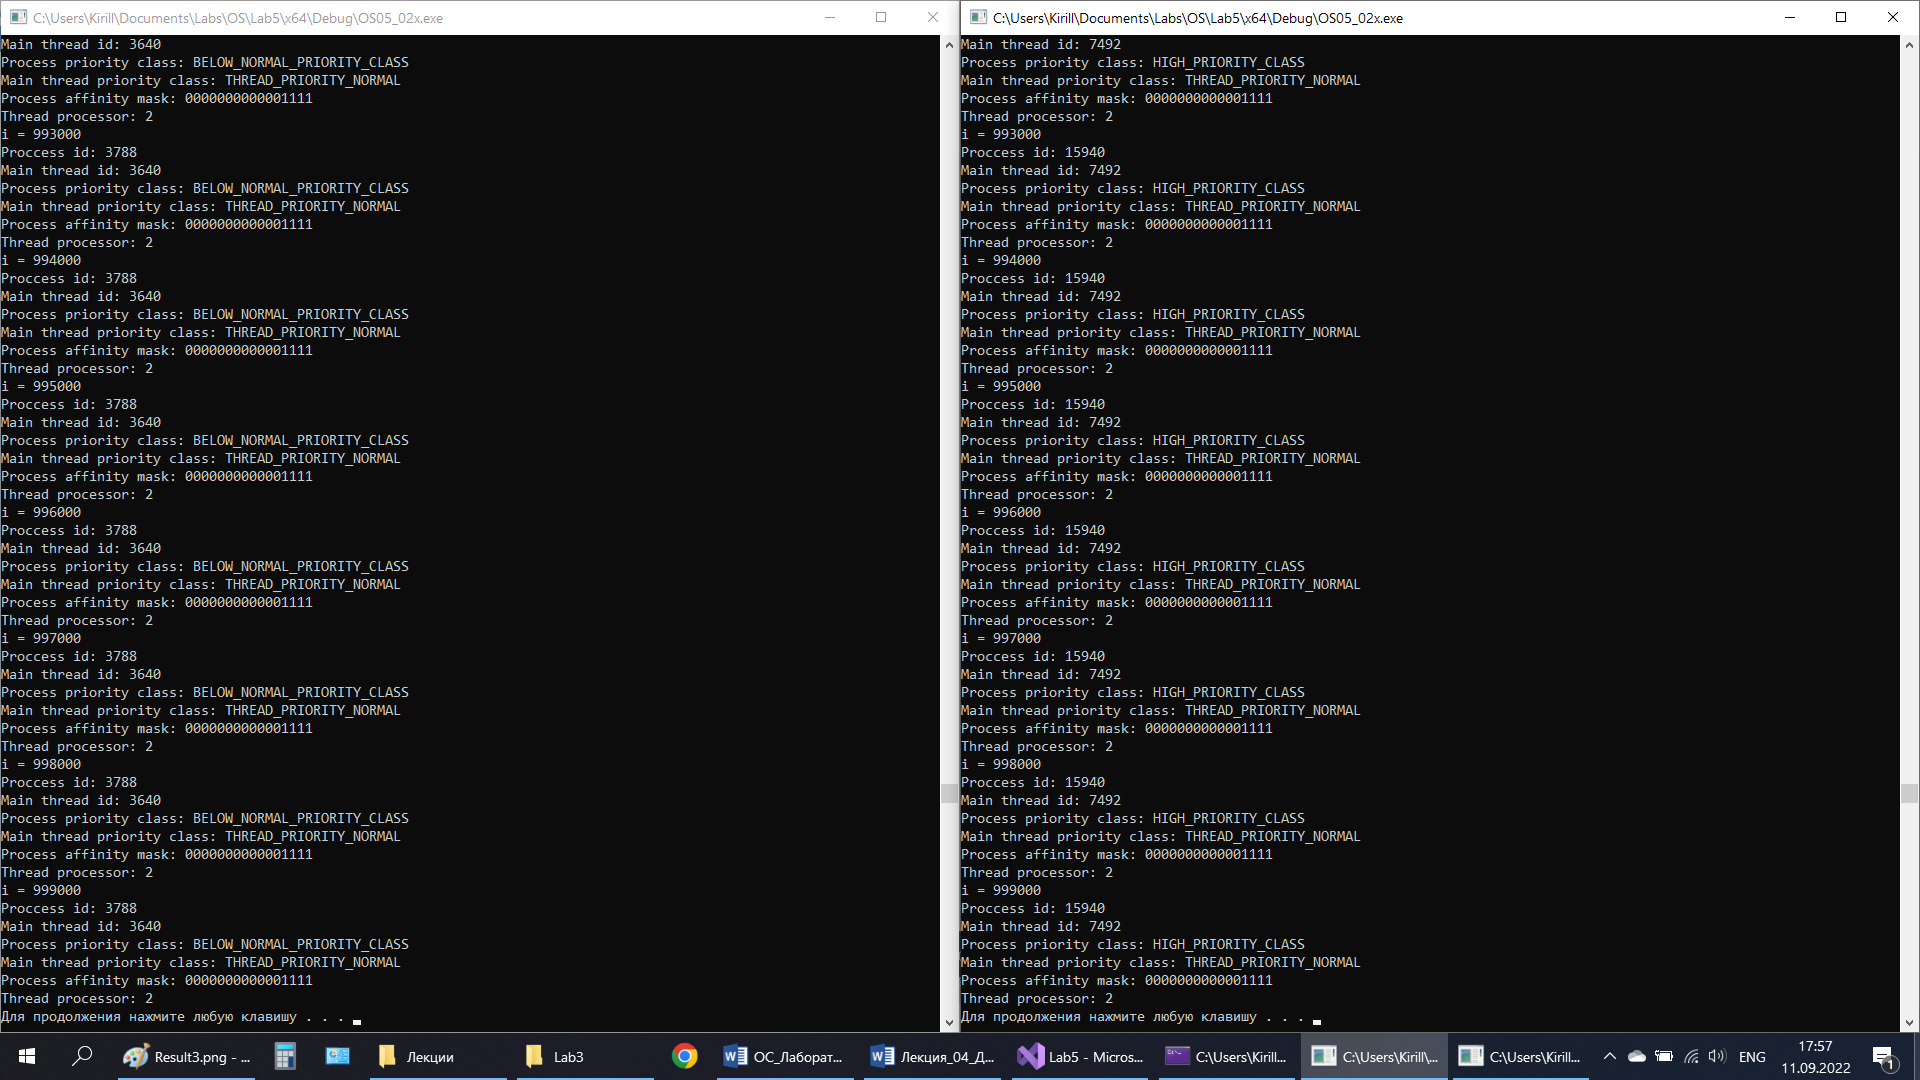 C:\Users\Kirill\Documents\Labs\OS\Lab5\x64\Debug\OS05_02x.exe
Main thread id: 3640
Process priority class: BELOW_NORMAL_PRIORITY_CLASS
Main thread priority class: THREAD_PRIORITY_NORMAL
Process affinity mask: 0000000000001111
Thread processor: 2
i = 993000
Proccess id: 3788
Main thread id: 3640
Process priority class: BELOW_NORMAL_PRIORITY_CLASS
Main thread priority class: THREAD_PRIORITY_NORMAL
Process affinity mask: 0000000000001111
Thread processor: 2
i = 994000
Proccess id: 3788
Main thread id: 3640
Process priority class: BELOW_NORMAL_PRIORITY_CLASS
Main thread priority class: THREAD_PRIORITY_NORMAL
Process affinity mask: 0000000000001111
Thread processor: 2
i = 995000
Proccess id: 3788
Main thread id: 3640
Process priority class: BELOW_NORMAL_PRIORITY_CLASS
Main thread priority class: THREAD_PRIORITY_NORMAL
Process affinity mask: 0000000000001111
Thread processor: 2
i = 996000
Proccess id: 3788
Main thread id: 3640
Process priority class: BELOW_NORMAL_PRIORITY_CLASS
Main thread priority class: THREAD_PRIORITY_NORMAL
Process affinity mask: 0000000000001111
Thread processor: 2
i = 997000
Proccess id: 3788
Main thread id: 3640
Process priority class: BELOW_NORMAL_PRIORITY_CLASS
Main thread priority class: THREAD_PRIORITY_NORMAL
Process affinity mask: 0000000000001111
Thread processor: 2
i = 998000
Proccess id: 3788
Main thread id: 3640
Process priority class: BELOW_NORMAL_PRIORITY_CLASS
Main thread priority class: THREAD_PRIORITY_NORMAL
Process affinity mask: 0000000000001111
Thread processor: 2
i = 999000
Proccess id: 3788
Main thread id: 3640
Process priority class: BELOW_NORMAL_PRIORITY_CLASS
Main thread priority class: THREAD_PRIORITY_NORMAL
Process affinity mask: 0000000000001111
Thread processor: 2
Для продолжения нажмите любую клавишу . . .
C:\Users\Kirill\Documents\Labs\OS\Lab5\x64\Debug\OS05_02x.exe
Main thread id: 7492
Process priority class: HIGH_PRIORITY_CLASS
Main thread priority class: THREAD_PRIORITY_NORMAL
Process affinity mask: 0000000000001111
Thread processor: 2
i = 993000
Proccess id: 15940
Main thread id: 7492
Process priority class: HIGH_PRIORITY_CLASS
Main thread priority class: THREAD_PRIORITY_NORMAL
Process affinity mask: 0000000000001111
Thread processor: 2
i = 994000
Proccess id: 15940
Main thread id: 7492
Process priority class: HIGH_PRIORITY_CLASS
Main thread priority class: THREAD_PRIORITY_NORMAL
Process affinity mask: 0000000000001111
Thread processor: 2
i = 995000
Proccess id: 15940
Main thread id: 7492
Process priority class: HIGH_PRIORITY_CLASS
Main thread priority class: THREAD_PRIORITY_NORMAL
Process affinity mask: 0000000000001111
Thread processor: 2
i = 996000
Proccess id: 15940
Main thread id: 7492
Process priority class: HIGH_PRIORITY_CLASS
Main thread priority class: THREAD_PRIORITY_NORMAL
Process affinity mask: 0000000000001111
Thread processor: 2
i = 997000
Proccess id: 15940
Main thread id: 7492
Process priority class: HIGH_PRIORITY_CLASS
Main thread priority class: THREAD_PRIORITY_NORMAL
Process affinity mask: 0000000000001111
Thread processor: 2
i = 998000
Proccess id: 15940
Main thread id: 7492
Process priority class: HIGH_PRIORITY_CLASS
Main thread priority class: THREAD_PRIORITY_NORMAL
Process affinity mask: 0000000000001111
Thread processor: 2
i = 999000
Proccess id: 15940
Main thread id: 7492
Process priority class: HIGH_PRIORITY_CLASS
Main thread priority class: THREAD_PRIORITY_NORMAL
Process affinity mask: 0000000000001111
Thread processor: 2
Для продолжения нажмите любую клавишу . . .
Result3.png - ...
Лекции
Lab3
ОС_Лаборат...
Лекция_04_Д...
Lab5 - Micros...
C:\Users\Kirill...
C:\Users\Kirill\...
C:\Users\Kirill...
ENG
17:57
11.09.2022
1